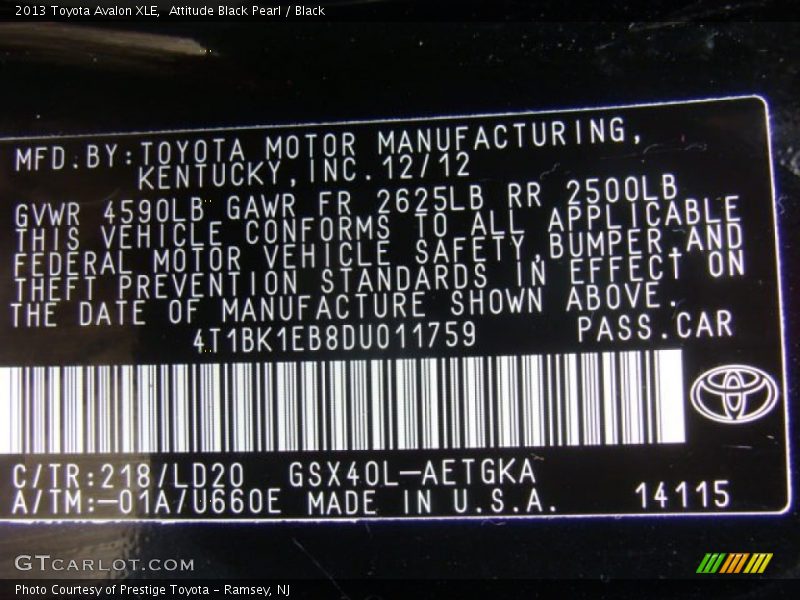 2013 Toyota Avalon XLE,  Attitude Black Pearl / Black
MFD.BY:TOYOTA MOTOR MANUFACTURING,
KENTUCKY,INC.12/12
GVWR 4590LB GAWR FR 2625LB RR 2500LB
THIS VEHICLE CONFORMS TO ALL APPLICABLE
FEDERAL MOTOR VEHICLE SAFETY,BUMPER,AND
THEFT PREVENTION STANDARDS IN EFFECT ON
THE DATE OF MANUFACTURE SHOWN ABOVE.
4T1BK1EB8DU011759 PASS.CAR
C/TR:218/LD20 GSX40L-AETGKA
A/TM:-01A/U660E MADE IN U.S.A. 14115
GTCARLOT.COM
Photo Courtesy of Prestige Toyota - Ramsey, NJ